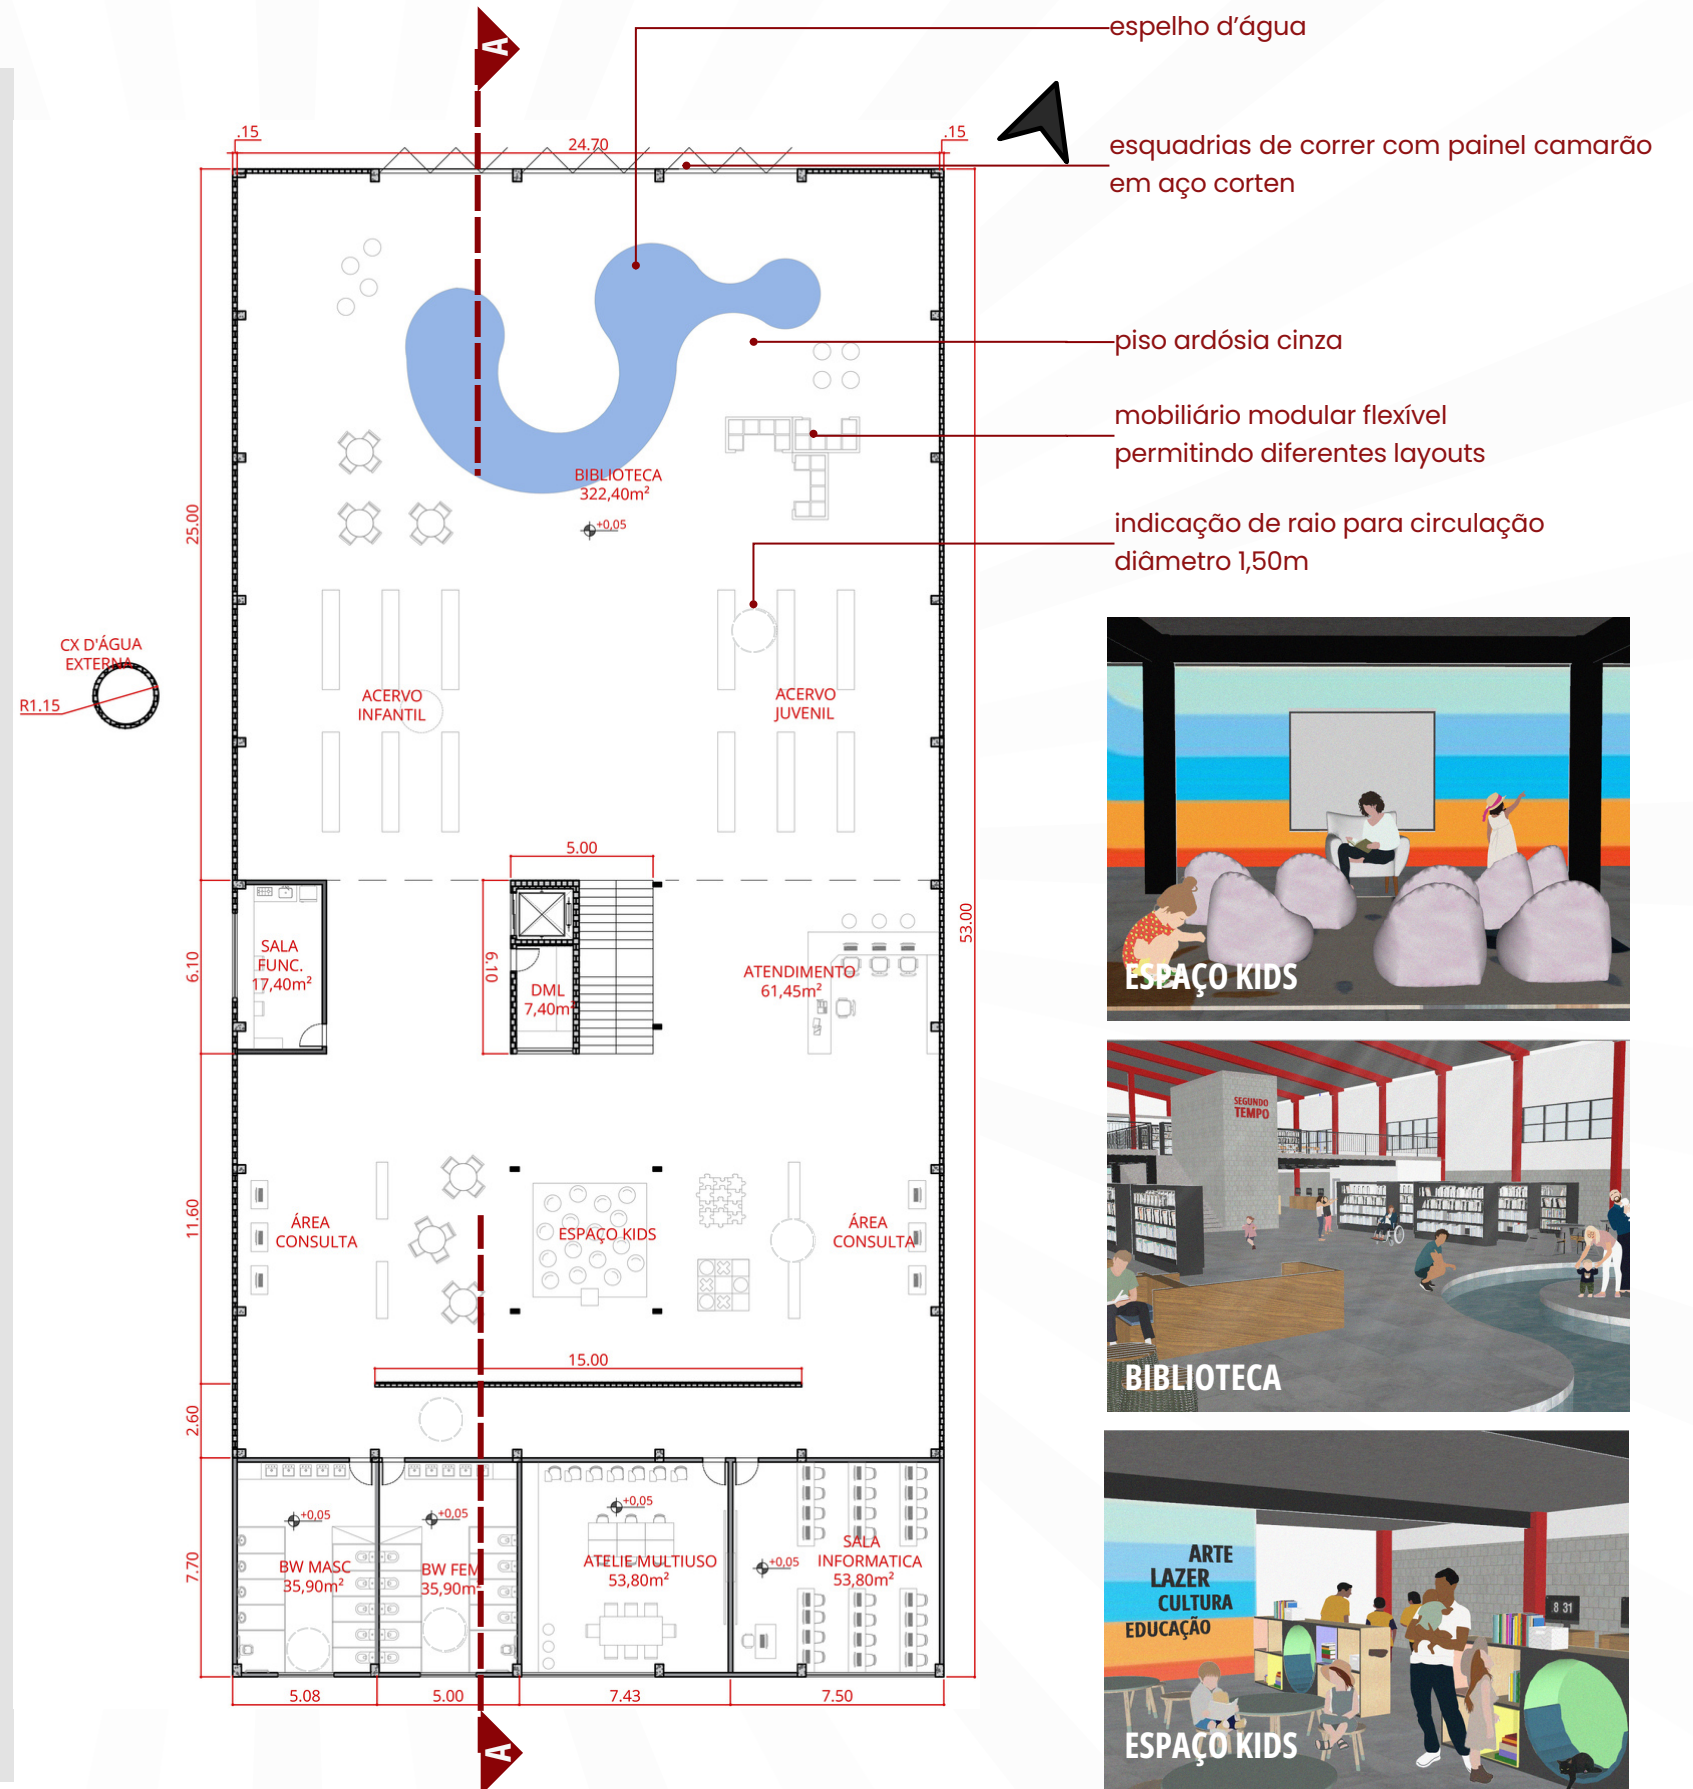 A
espelho d'água
.15
24.70
.15
esquadrias de correr com painel camarão
em aço corten
piso ardósia cinza
mobiliário modular flexível
permitindo diferentes layouts
BIBLIOTECA
322,40m²
+0,05
25.00
indicação de raio para circulação
diâmetro 1,50m
CX D'ÁGUA
EXTERNA
R1.15
ACERVO
INFANTIL
ACERVO
JUVENIL
5.00
53.00
6.10
SALA
FUNC.
17,40m²
6.10
DML
7,40m²
ATENDIMENTO
61,45m²
ESPAÇO KIDS
SEGUNDO
TEMPO
BIBLIOTECA
11.60
ÁREA
CONSULTA
ESPAÇO KIDS
ÁREA
CONSULTA
15.00
2.60
7.70
+0,05
BW MASC
35,90m²
+0,05
BW FEM
35,90m²
+0,05
ATELIE MULTIUSO
53,80m²
+0,05
SALA
INFORMATICA
53,80m²
5.08
5.00
7.43
7.50
A
ARTE
LAZER
CULTURA
EDUCAÇÃO
8 31
ESPAÇO KIDS